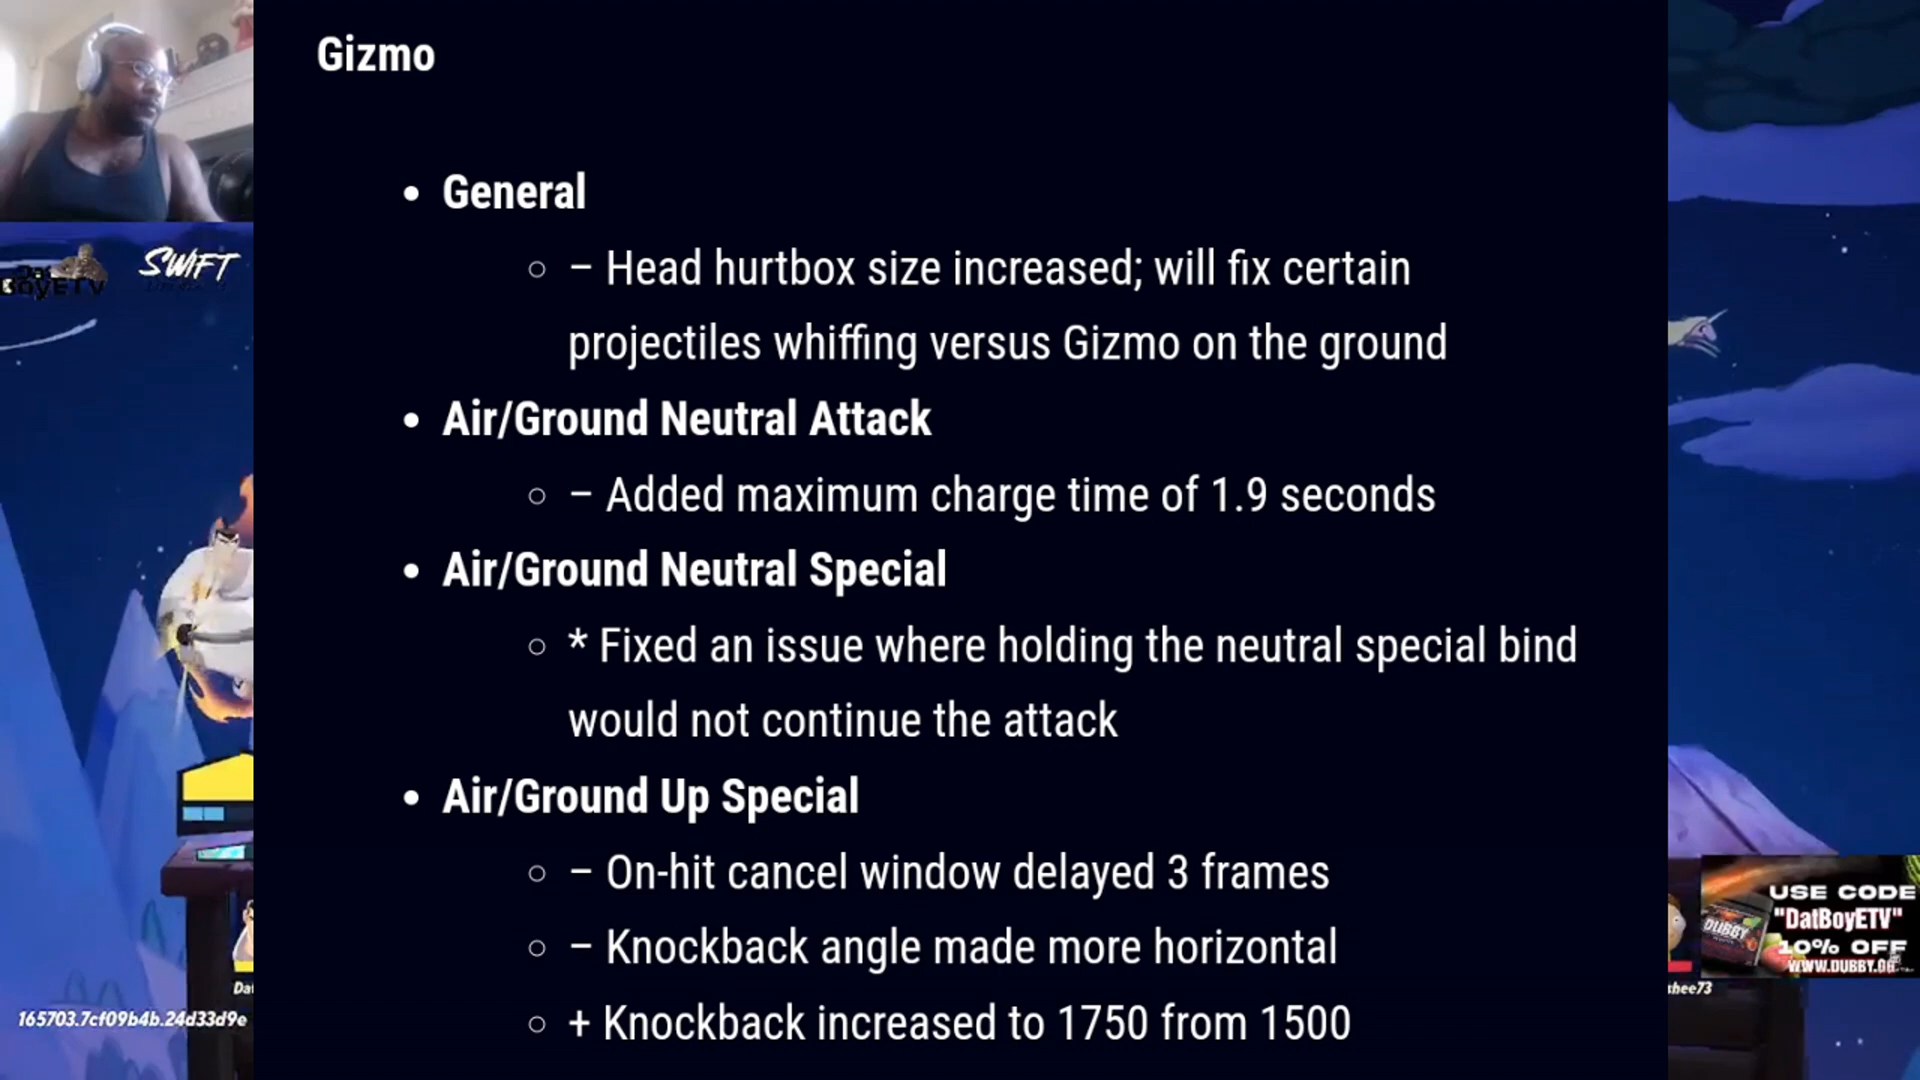 Gizmo
• General
○ – Head hurtbox size increased; will fix certain
projectiles whiffing versus Gizmo on the ground
• Air/Ground Neutral Attack
○ – Added maximum charge time of 1.9 seconds
• Air/Ground Neutral Special
○ * Fixed an issue where holding the neutral special bind
would not continue the attack
• Air/Ground Up Special
○ – On-hit cancel window delayed 3 frames
○ – Knockback angle made more horizontal
○ + Knockback increased to 1750 from 1500
SWIFT
BoyETV
Da
165703.7cf09b4b.24d33d9e
USE CODE
"DatBoyETV"
10% OFF
DUBBY
hee73